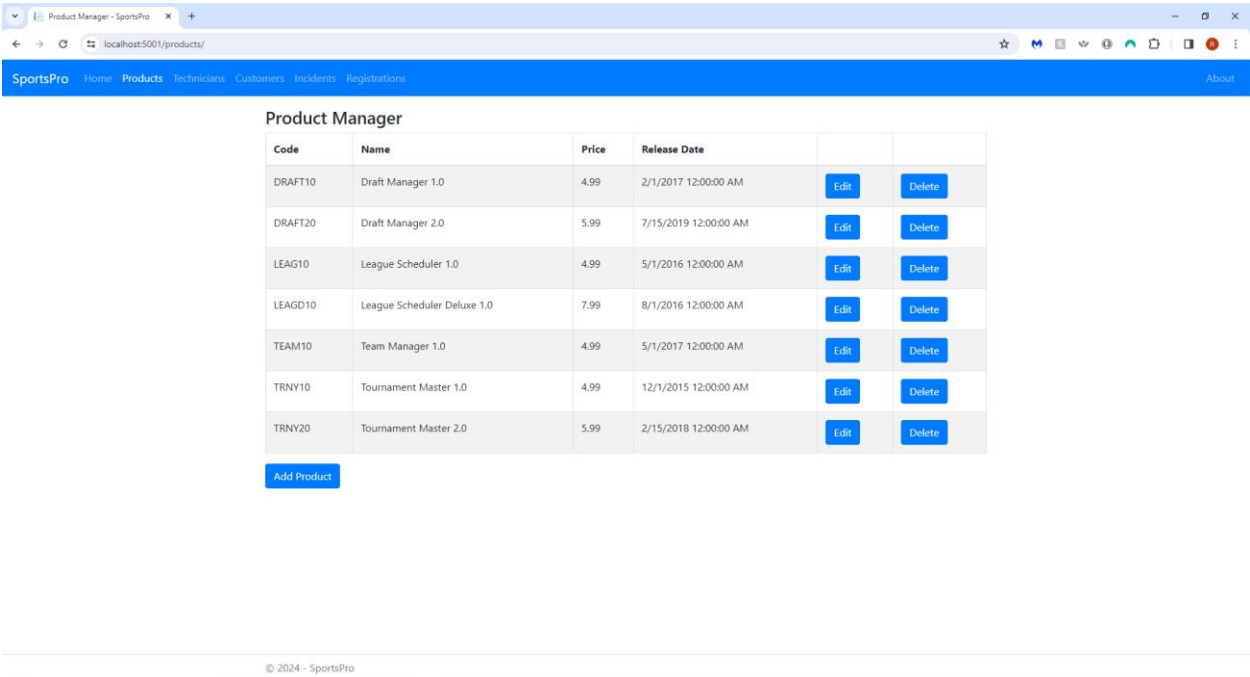 Product Manager - SportsPro
localhost:5001/products/
SportsPro Home Products Technicians Customers Incidents Registrations About
Product Manager
Code Name Price Release Date
DRAFT10 Draft Manager 1.0 4.99 2/1/2017 12:00:00 AM Edit Delete
DRAFT20 Draft Manager 2.0 5.99 7/15/2019 12:00:00 AM Edit Delete
LEAG10 League Scheduler 1.0 4.99 5/1/2016 12:00:00 AM Edit Delete
LEAGD10 League Scheduler Deluxe 1.0 7.99 8/1/2016 12:00:00 AM Edit Delete
TEAM10 Team Manager 1.0 4.99 5/1/2017 12:00:00 AM Edit Delete
TRNY10 Tournament Master 1.0 4.99 12/1/2015 12:00:00 AM Edit Delete
TRNY20 Tournament Master 2.0 5.99 2/15/2018 12:00:00 AM Edit Delete
Add Product
© 2024 - SportsPro